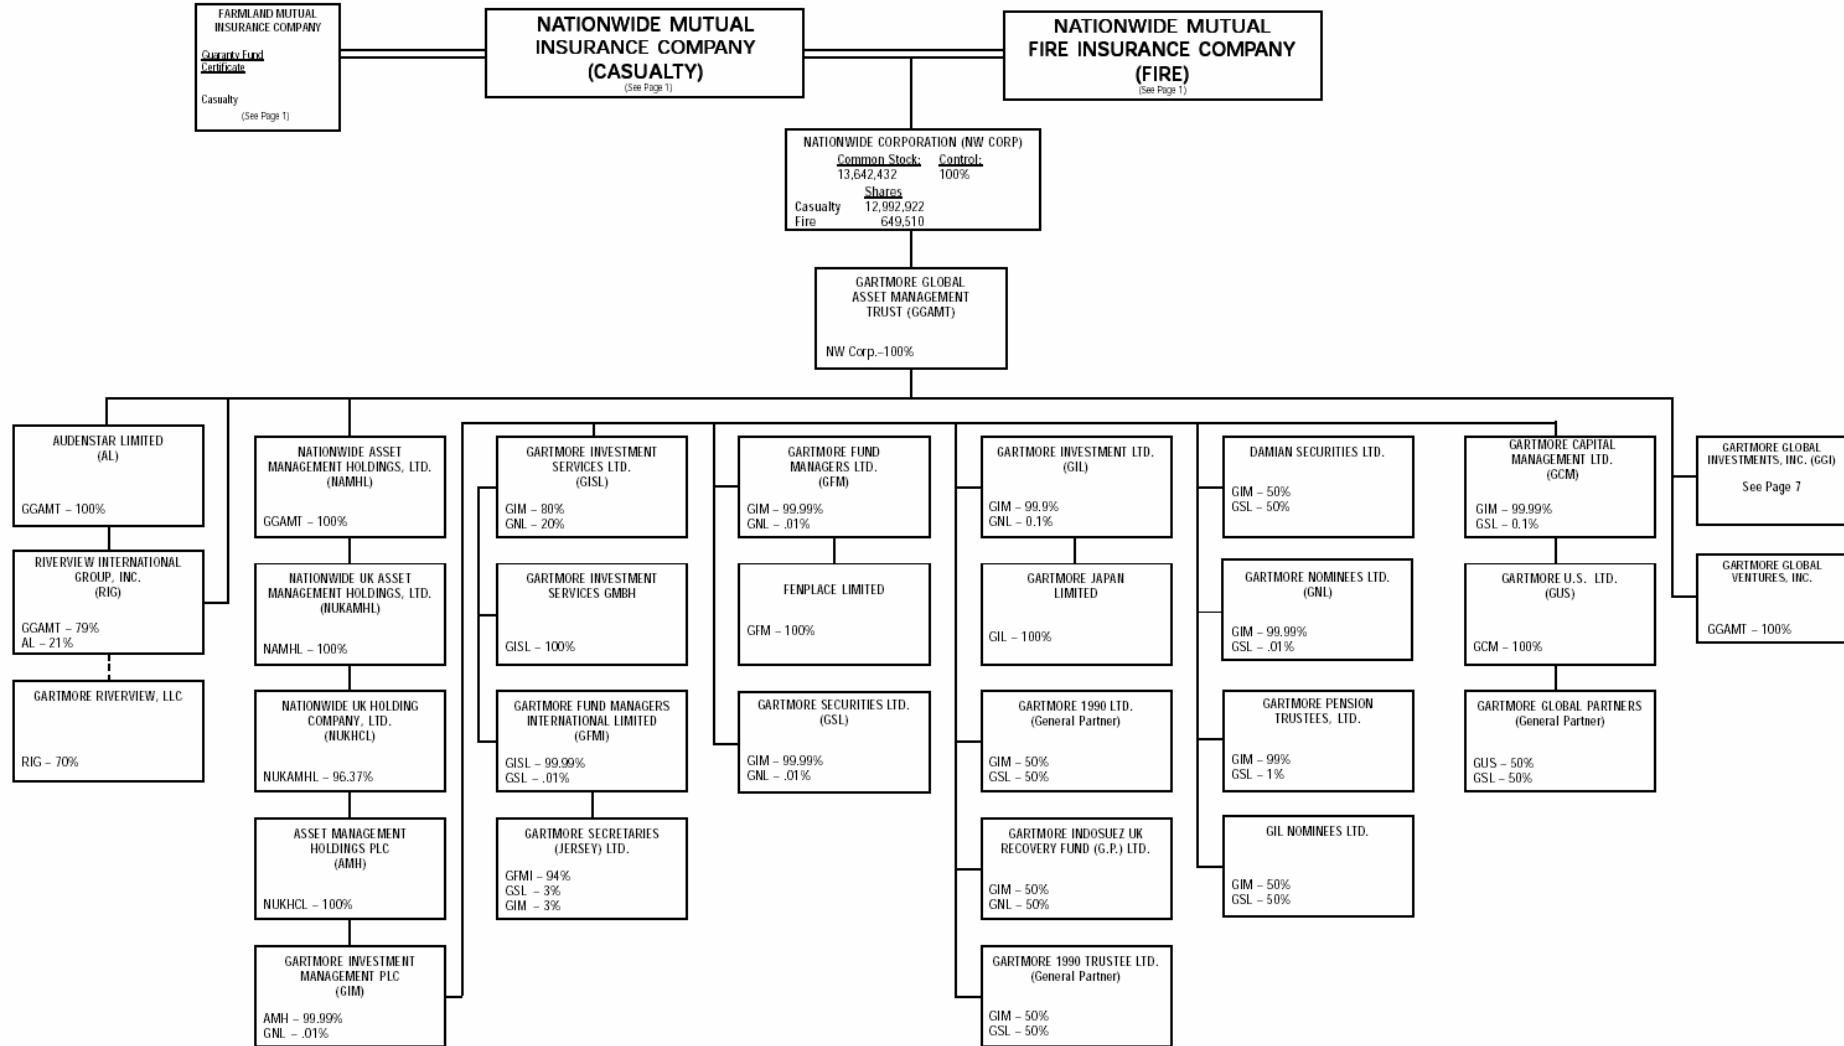 FARMLAND MUTUAL
INSURANCE COMPANY
Guaranty Fund
Certificate
Casualty
(See Page 1)
NATIONWIDE MUTUAL
INSURANCE COMPANY
(CASUALTY)
(See Page 1)
NATIONWIDE MUTUAL
FIRE INSURANCE COMPANY
(FIRE)
(See Page 1)
NATIONWIDE CORPORATION (NW CORP)
Common Stock: Control:
13,642,432 100%
Shares
Casualty 12,992,922
Fire 649,510
GARTMORE GLOBAL
ASSET MANAGEMENT
TRUST (GGAMT)
NW Corp.–100%
AUDENSTAR LIMITED
(AL)
GGAMT – 100%
RIVERVIEW INTERNATIONAL
GROUP, INC.
(RIG)
GGAMT – 79%
AL – 21%
GARTMORE RIVERVIEW, LLC
RIG – 70%
NATIONWIDE ASSET
MANAGEMENT HOLDINGS, LTD.
(NAMHL)
GGAMT – 100%
NATIONWIDE UK ASSET
MANAGEMENT HOLDINGS, LTD.
(NUKAMHL)
NAMHL – 100%
NATIONWIDE UK HOLDING
COMPANY, LTD.
(NUKHCL)
NUKAMHL – 96.37%
ASSET MANAGEMENT
HOLDINGS PLC
(AMH)
NUKHCL – 100%
GARTMORE INVESTMENT
MANAGEMENT PLC
(GIM)
AMH – 99.99%
GNL – .01%
GARTMORE INVESTMENT
SERVICES LTD.
(GISL)
GIM – 80%
GNL – 20%
GARTMORE INVESTMENT
SERVICES GMBH
GISL – 100%
GARTMORE FUND MANAGERS
INTERNATIONAL LIMITED
(GFMI)
GISL – 99.99%
GSL – .01%
GARTMORE SECRETARIES
(JERSEY) LTD.
GFMI – 94%
GSL – 3%
GIM – 3%
GARTMORE FUND
MANAGERS LTD.
(GFM)
GIM – 99.99%
GNL – .01%
FENPLACE LIMITED
GFM – 100%
GARTMORE SECURITIES LTD.
(GSL)
GIM – 99.99%
GNL – .01%
GARTMORE INVESTMENT LTD.
(GIL)
GIM – 99.9%
GNL – 0.1%
GARTMORE JAPAN
LIMITED
GIL – 100%
GARTMORE 1990 LTD.
(General Partner)
GIM – 50%
GSL – 50%
GARTMORE INDOSUEZ UK
RECOVERY FUND (G.P.) LTD.
GIM – 50%
GNL – 50%
GARTMORE 1990 TRUSTEE LTD.
(General Partner)
GIM – 50%
GSL – 50%
DAMIAN SECURITIES LTD.
GIM – 50%
GSL – 50%
GARTMORE NOMINEES LTD.
(GNL)
GIM – 99.99%
GSL – .01%
GARTMORE PENSION
TRUSTEES, LTD.
GIM – 99%
GSL – 1%
GIL NOMINEES LTD.
GIM – 50%
GSL – 50%
GARTMORE CAPITAL
MANAGEMENT LTD.
(GCM)
GIM – 99.99%
GSL – 0.1%
GARTMORE U.S. LTD.
(GUS)
GCM – 100%
GARTMORE GLOBAL PARTNERS
(General Partner)
GUS – 50%
GSL – 50%
GARTMORE GLOBAL
INVESTMENTS, INC. (GGI)
See Page 7
GARTMORE GLOBAL
VENTURES, INC.
GGAMT – 100%